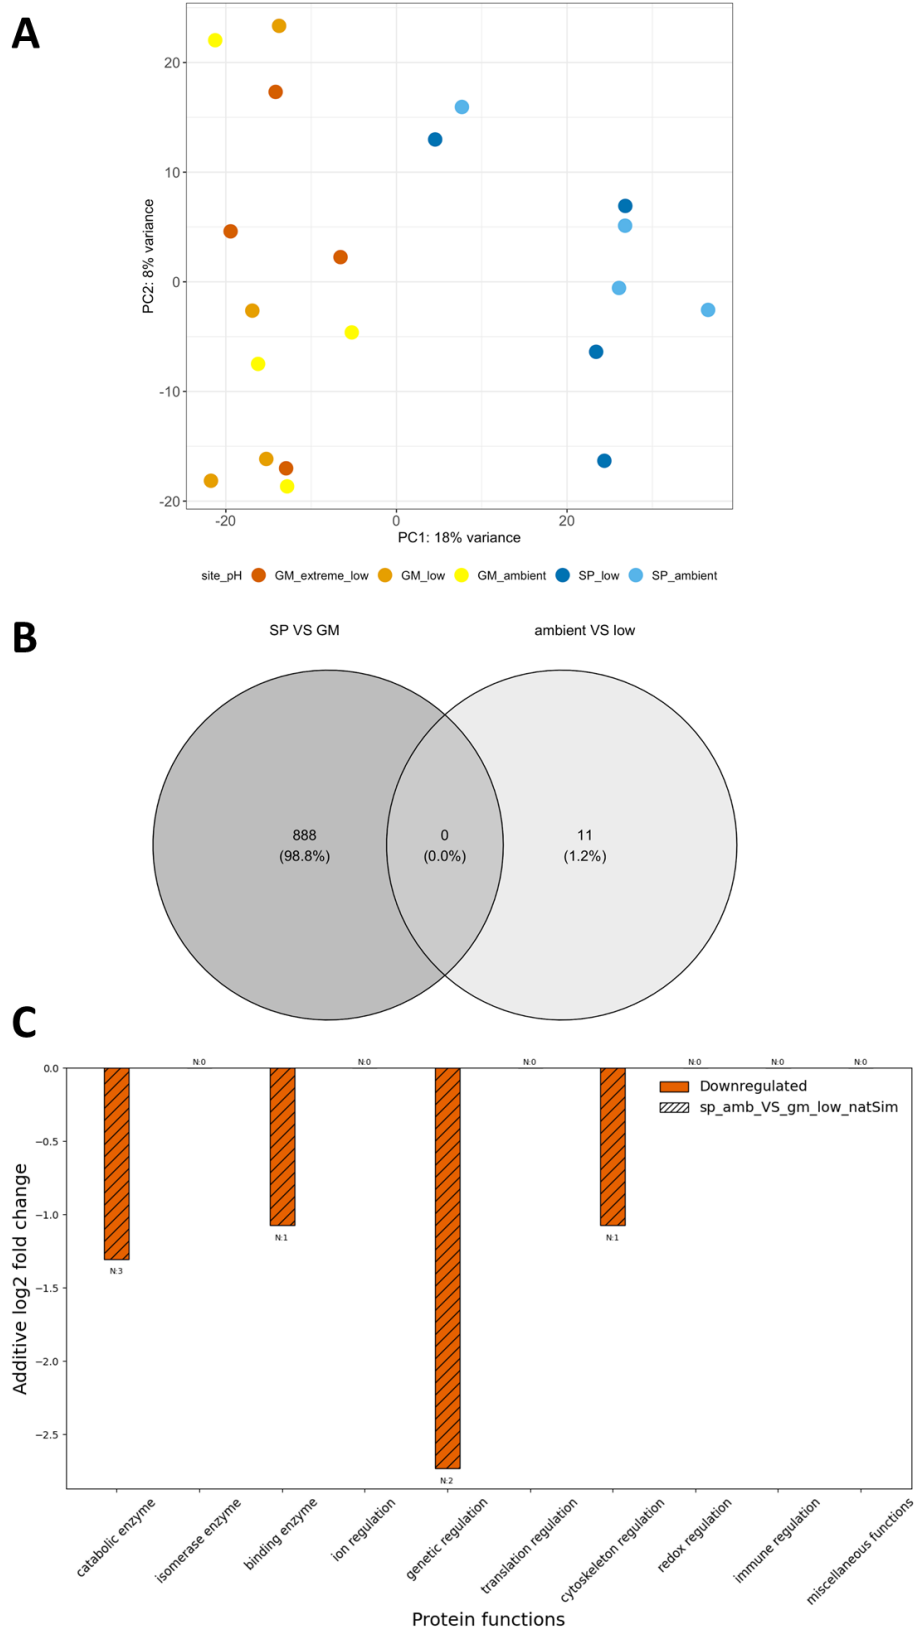 A
20
10
0
-10
-20
PC2: 8% variance
-20 0 20
PC1: 18% variance
site_pH GM_extreme_low GM_low GM_ambient SP_low SP_ambient
B
SP VS GM ambient VS low
888 0 11
(98.8%) (0.0%) (1.2%)
C
N:0 N:0 N:0 N:0 N:0 N:0
0.0
Downregulated
sp_amb_VS_gm_low_natSim
−0.5
−1.0
N:1 N:1
N:3
−1.5
−2.0
−2.5
N:2
Additive log2 fold change
catabolic enzyme
isomerase enzyme
binding enzyme
ion regulation
genetic regulation
translation regulation
cytoskeleton regulation
redox regulation
immune regulation
miscellaneous functions
Protein functions